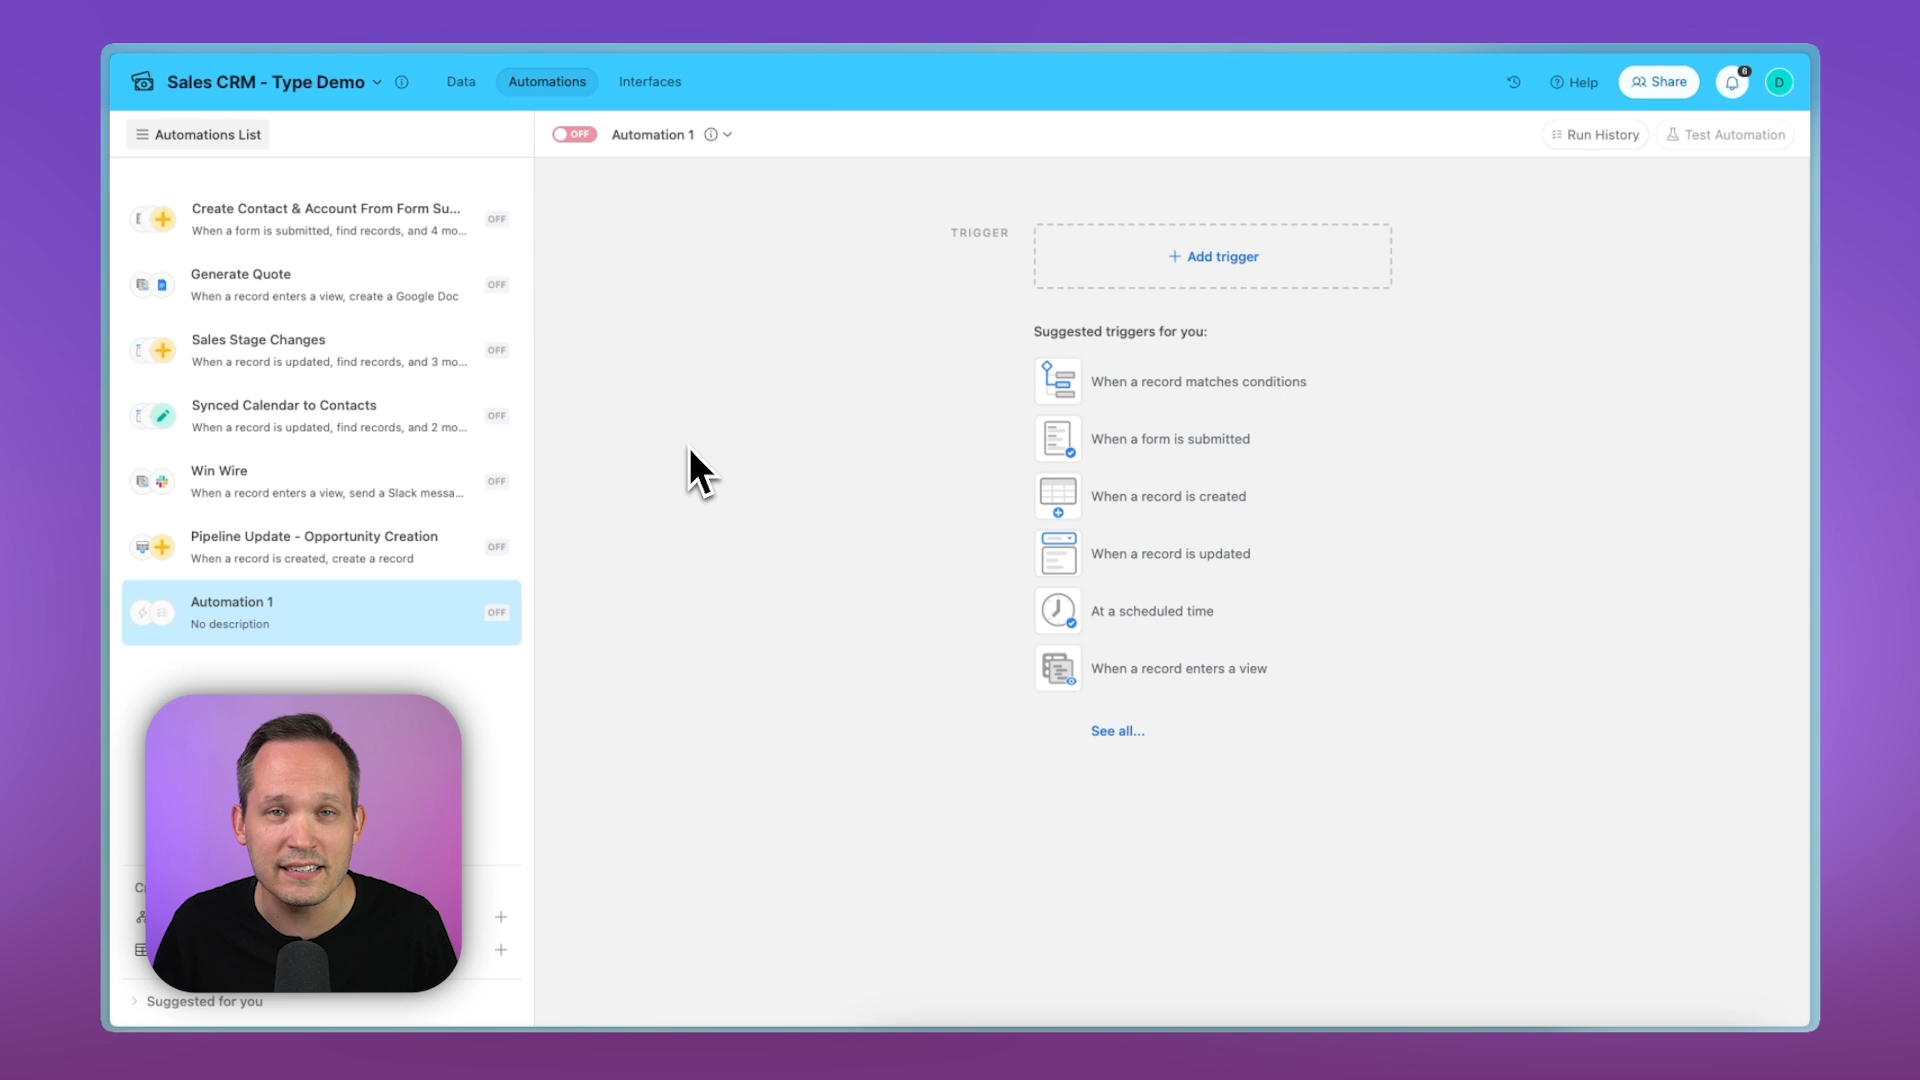 Sales CRM - Type Demo
Data
Automations
Interfaces
Help
Share
6
D
Automations List
OFF
Automation 1
Run History
Test Automation
Create Contact & Account From Form Su...
When a form is submitted, find records, and 4 mo...
OFF
Generate Quote
When a record enters a view, create a Google Doc
OFF
Sales Stage Changes
When a record is updated, find records, and 3 mo...
OFF
Synced Calendar to Contacts
When a record is updated, find records, and 2 mo...
OFF
Win Wire
When a record enters a view, send a Slack messa...
OFF
Pipeline Update - Opportunity Creation
When a record is created, create a record
OFF
Automation 1
No description
OFF
Suggested for you
TRIGGER
+ Add trigger
Suggested triggers for you:
When a record matches conditions
When a form is submitted
When a record is created
When a record is updated
At a scheduled time
When a record enters a view
See all...